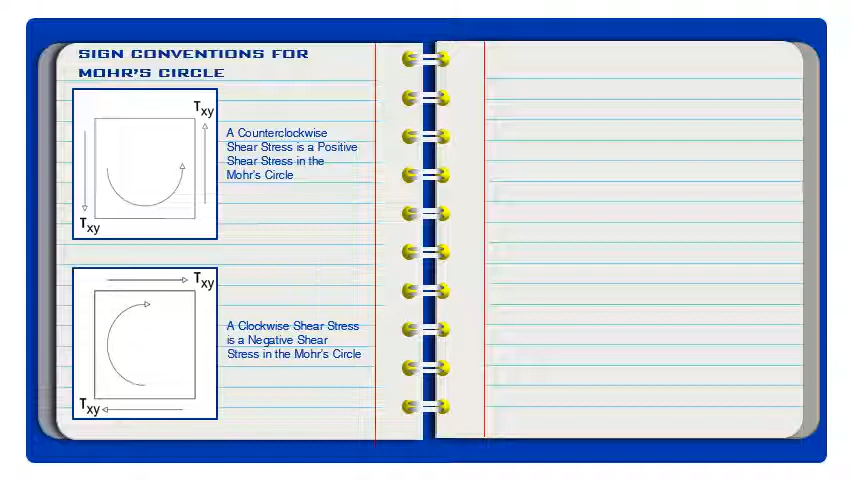 SIGN CONVENTIONS FOR
MOHR'S CIRCLE
Txy
A Counterclockwise
Shear Stress is a Positive
Shear Stress in the
Mohr's Circle
Txy
Txy
A Clockwise Shear Stress
is a Negative Shear
Stress in the Mohr's Circle
Txy